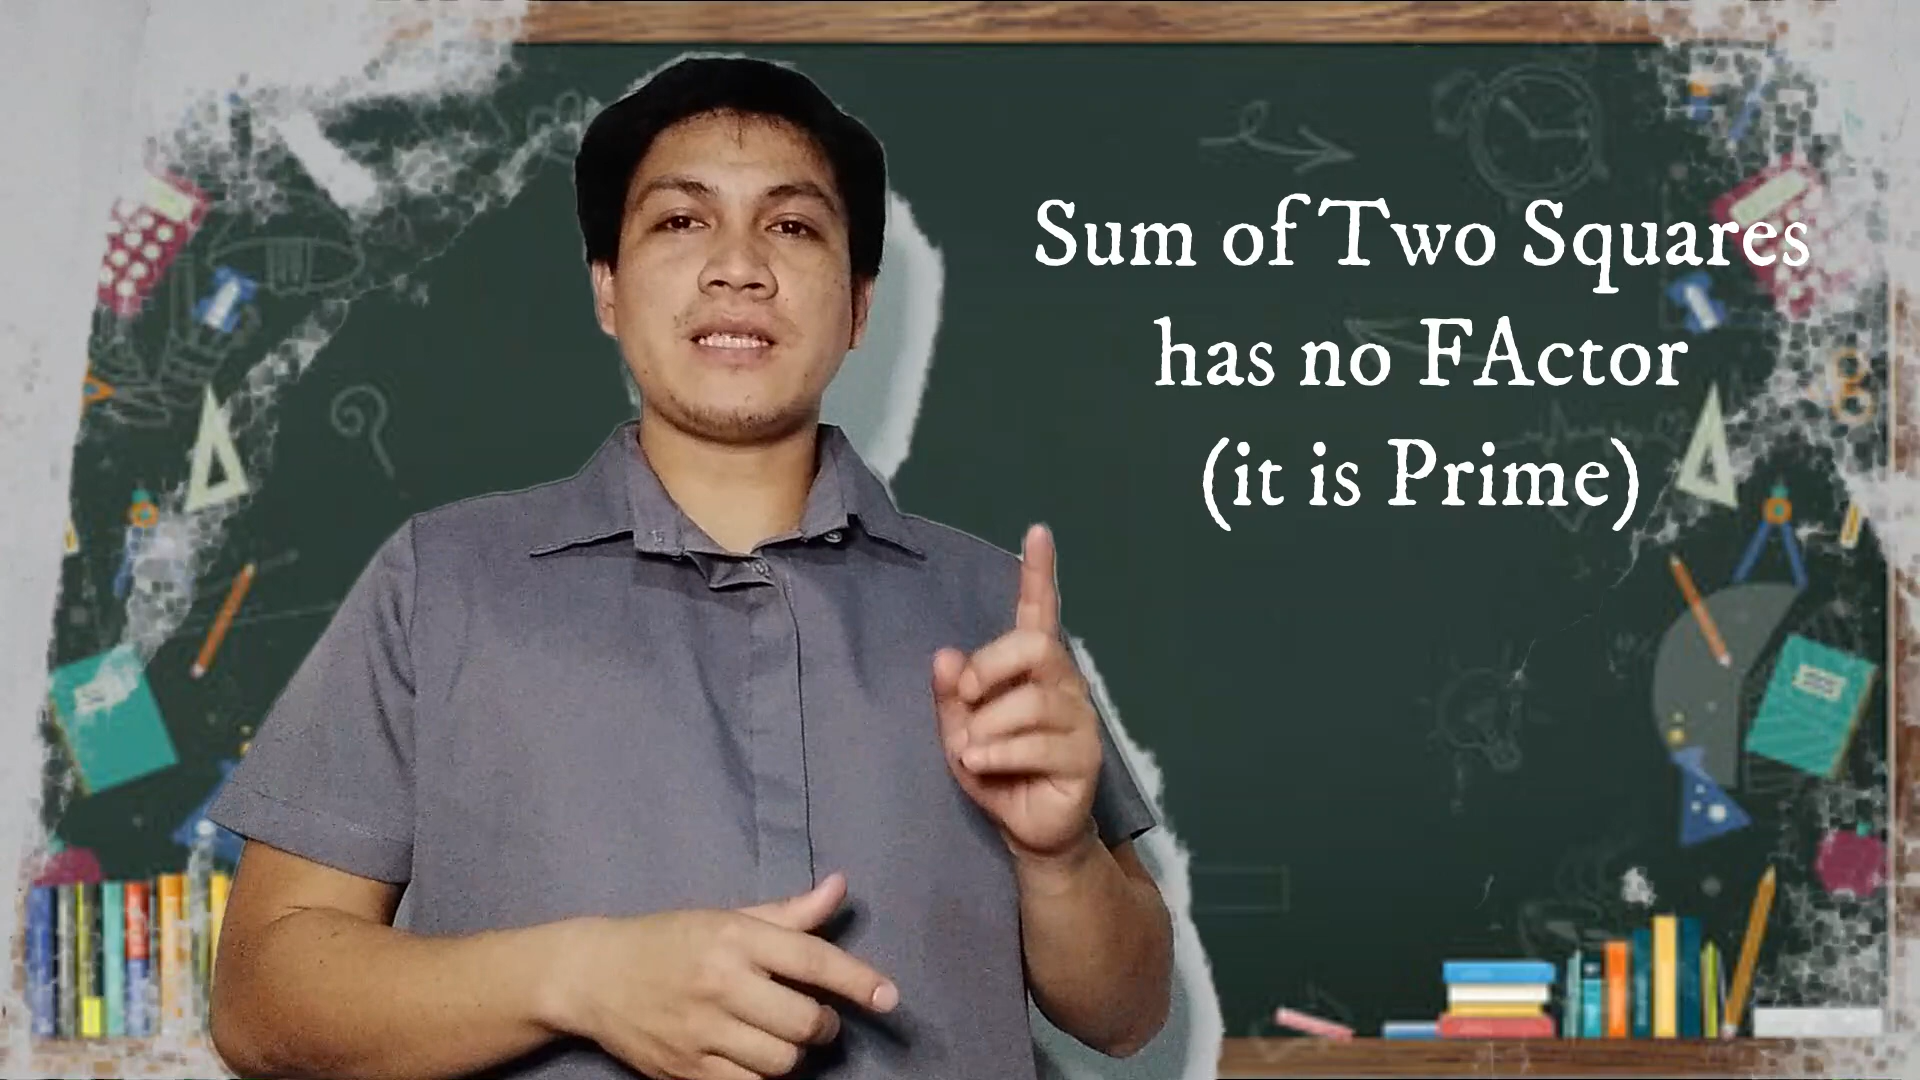 Sum of Two Squares
has no FActor
(it is Prime)